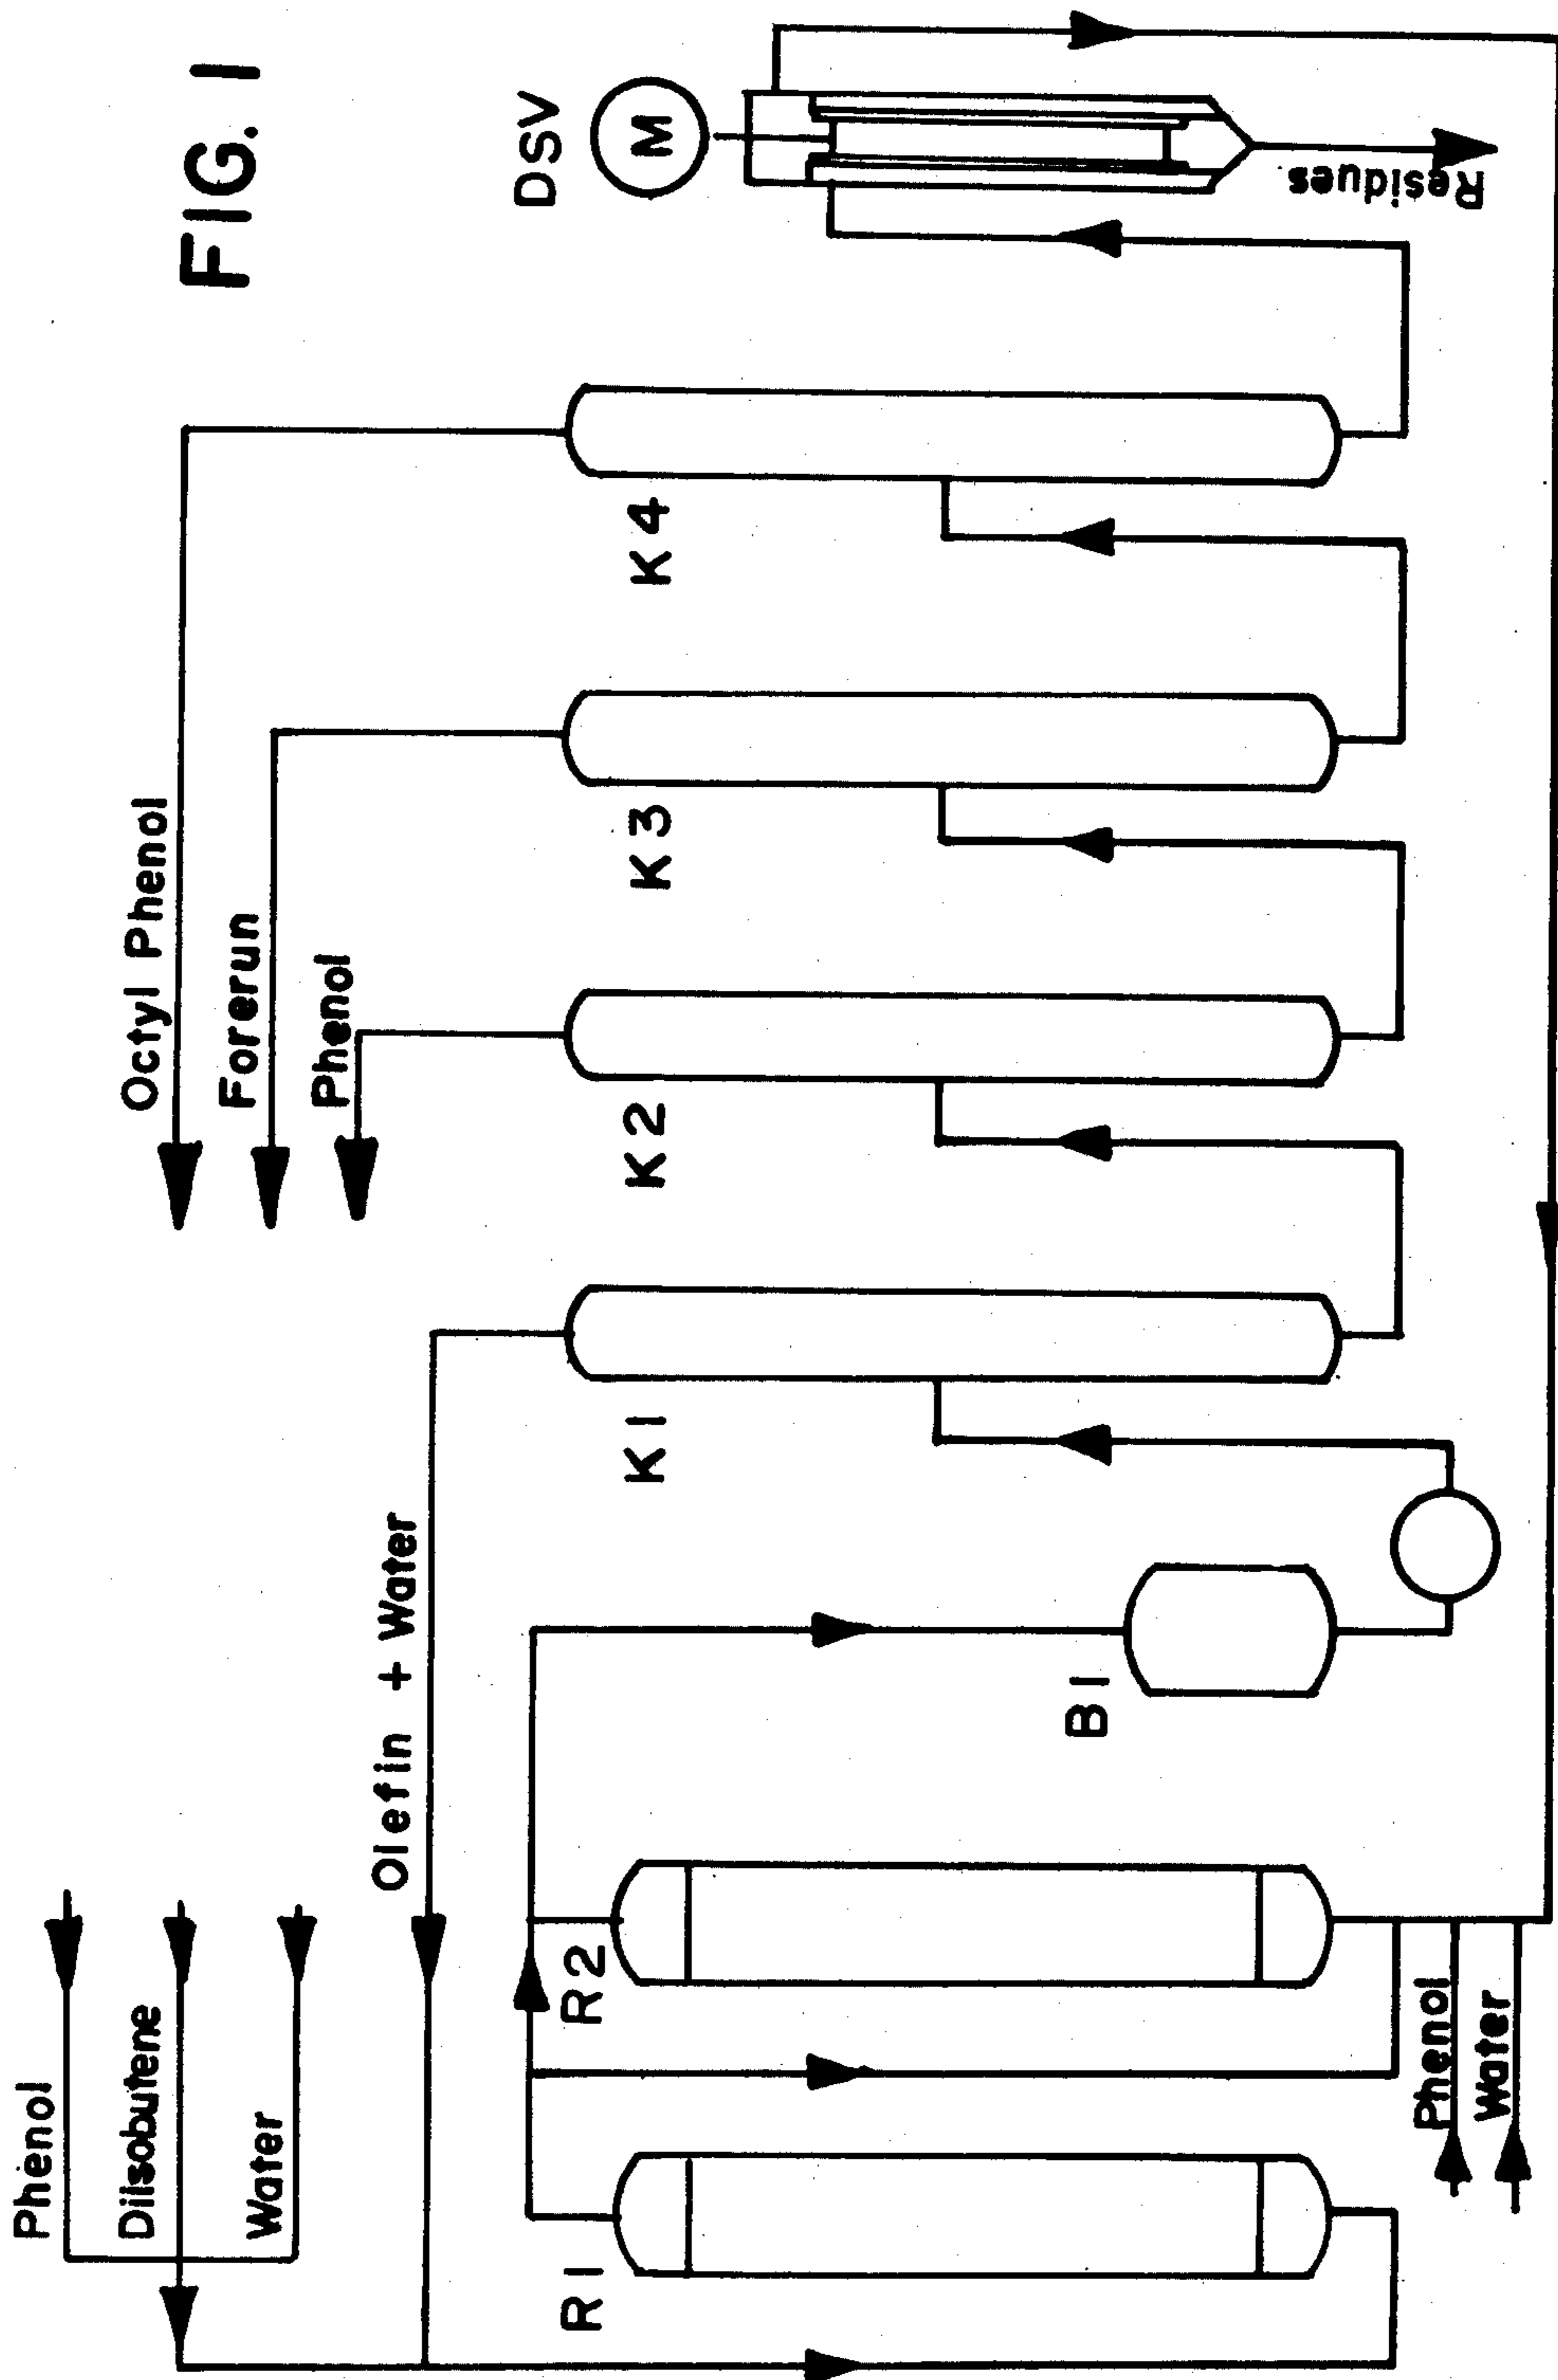 FIG. 1
Phenol
Diisobutene
Water
Olefin + Water
Octyl Phenol
Forerun
Phenol
R1
R2
B1
K1
K2
K3
K4
DSV
M
Residues
Phenol
Water